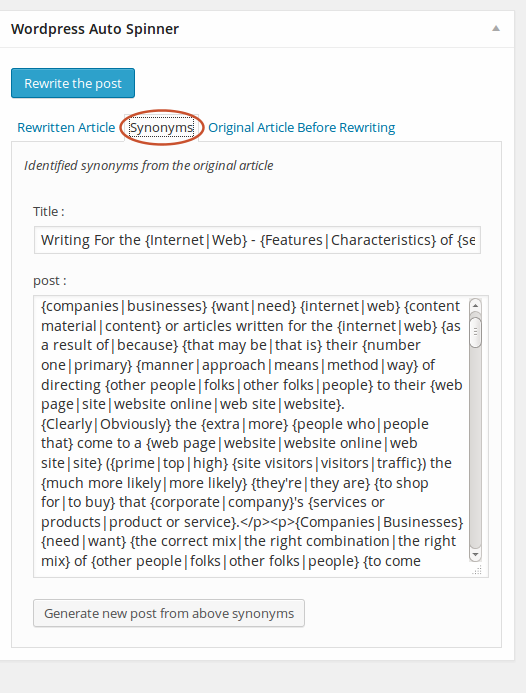 Wordpress Auto Spinner
Rewrite the post
Rewritten Article Synonyms Original Article Before Rewriting
Identified synonyms from the original article
Title :
Writing For the {Internet|Web} - {Features|Characteristics} of {se
post :
{companies|businesses} {want|need} {internet|web} {content
material|content} or articles written for the {internet|web} {as
a result of|because} {that may be|that is} their {number
one|primary} {manner|approach|means|method|way} of
directing {other people|folks|other folks|people} to their {web
page|site|website online|web site|website}.
{Clearly|Obviously} the {extra|more} {people who|people
that} come to a {web page|website|website online|web
site|site} ({prime|top|high} {site visitors|visitors|traffic}) the
{much more likely|more likely} {they're|they are} {to shop
for|to buy} that {corporate|company}'s {services or
products|product or service}.</p><p>{Companies|Businesses}
{need|want} {the correct mix|the right combination|the right
mix} of {other people|folks|other folks|people} {to come
Generate new post from above synonyms